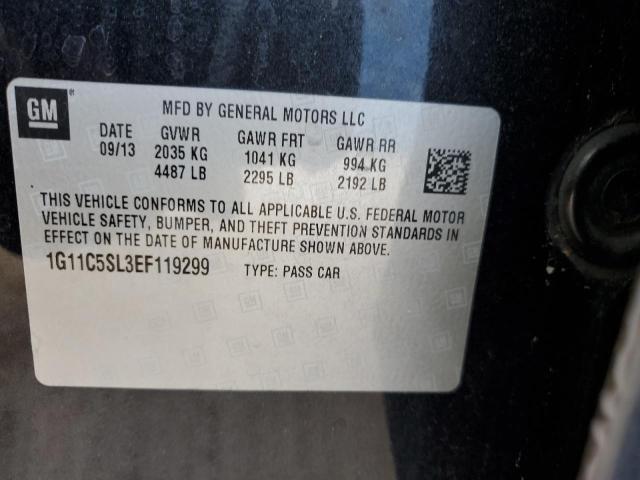 GM
MFD BY GENERAL MOTORS LLC
DATE GVWR GAWR FRT GAWR RR
09/13 2035 KG 1041 KG 994 KG
4487 LB 2295 LB 2192 LB
THIS VEHICLE CONFORMS TO ALL APPLICABLE U.S. FEDERAL MOTOR
VEHICLE SAFETY, BUMPER, AND THEFT PREVENTION STANDARDS IN
EFFECT ON THE DATE OF MANUFACTURE SHOWN ABOVE.
1G11C5SL3EF119299 TYPE: PASS CAR